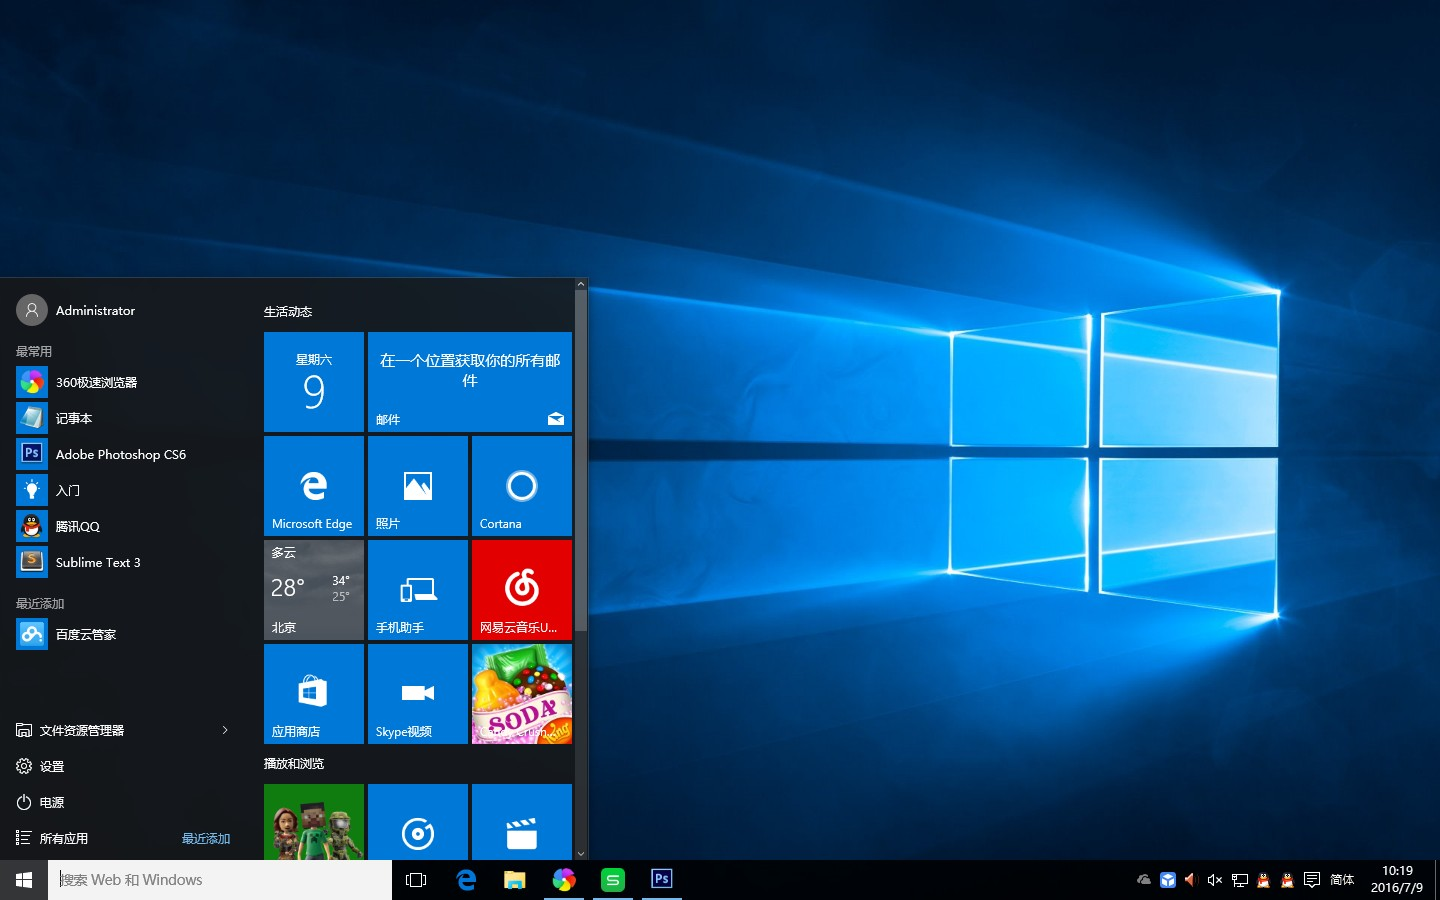 Administrator
最常用
360极速浏览器
记事本
Adobe Photoshop CS6
入门
腾讯QQ
Sublime Text 3
最近添加
百度云管家
文件资源管理器
设置
电源
所有应用
最近添加
生活动态
星期六
9
在一个位置获取你的所有邮
件
邮件
Microsoft Edge
照片
Cortana
多云
28°
34°
25°
北京
手机助手
网易云音乐U...
应用商店
Skype视频
SODA
King
Candy Crush...
播放和浏览
搜索 Web 和 Windows
Ps
Ps
S
S
简体
10:19
2016/7/9